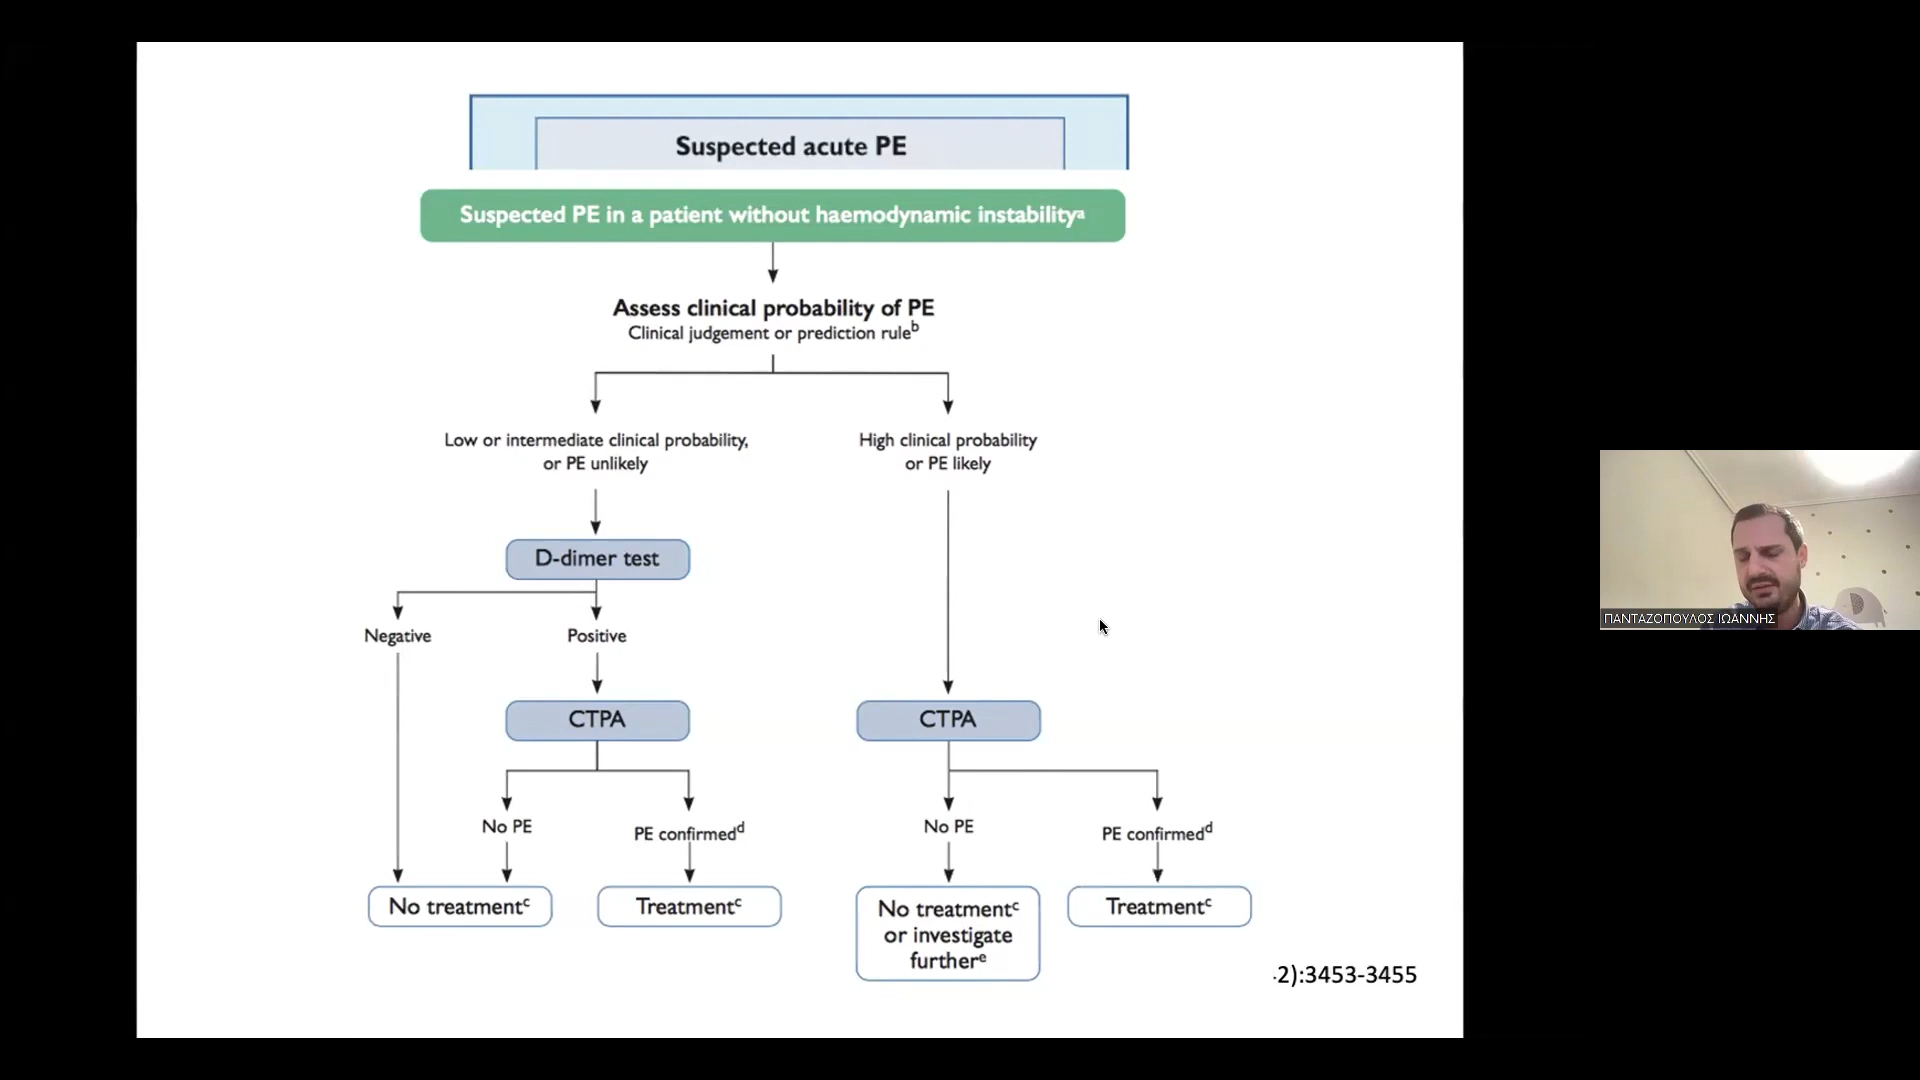 Suspected acute PE
Suspected PE in a patient without haemodynamic instabilityᵃ
Assess clinical probability of PE
Clinical judgement or prediction ruleᵇ
Low or intermediate clinical probability,
or PE unlikely
High clinical probability
or PE likely
D-dimer test
Negative
Positive
CTPA
CTPA
No PE
PE confirmedᵈ
No PE
PE confirmedᵈ
No treatmentᶜ
Treatmentᶜ
No treatmentᶜ
or investigate
furtherᵉ
Treatmentᶜ
2):3453-3455
ΠΑΝΤΑΖΟΠΟΥΛΟΣ ΙΩΑΝΝΗΣ